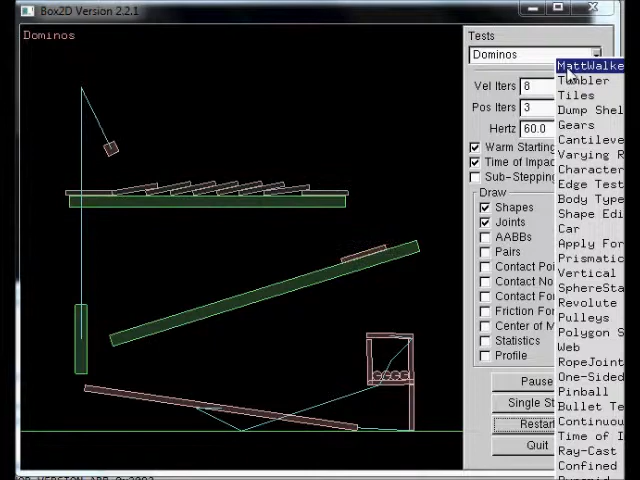 Box2D Version 2.2.1
Dominos
Tests
Dominos
Vel Iters 8
Pos Iters 3
Hertz 60.0
Warm Starting
Time of Impac
Sub-Stepping
Draw
Shapes
Joints
AABBs
Pairs
Contact Poi
Contact No
Contact For
Friction For
Center of M
Statistics
Profile
Pause
Single St
Restart
Quit
MattWalke
Tumbler
Tiles
Dump Shel
Gears
Cantileve
Varying R
Character
Edge Test
Body Type
Shape Edi
Car
Apply For
Prismatic
Vertical
SphereSta
Revolute
Pulleys
Polygon S
Web
RopeJoint
One-Sided
Pinball
Bullet Te
Continuou
Time of I
Ray-Cast
Confined